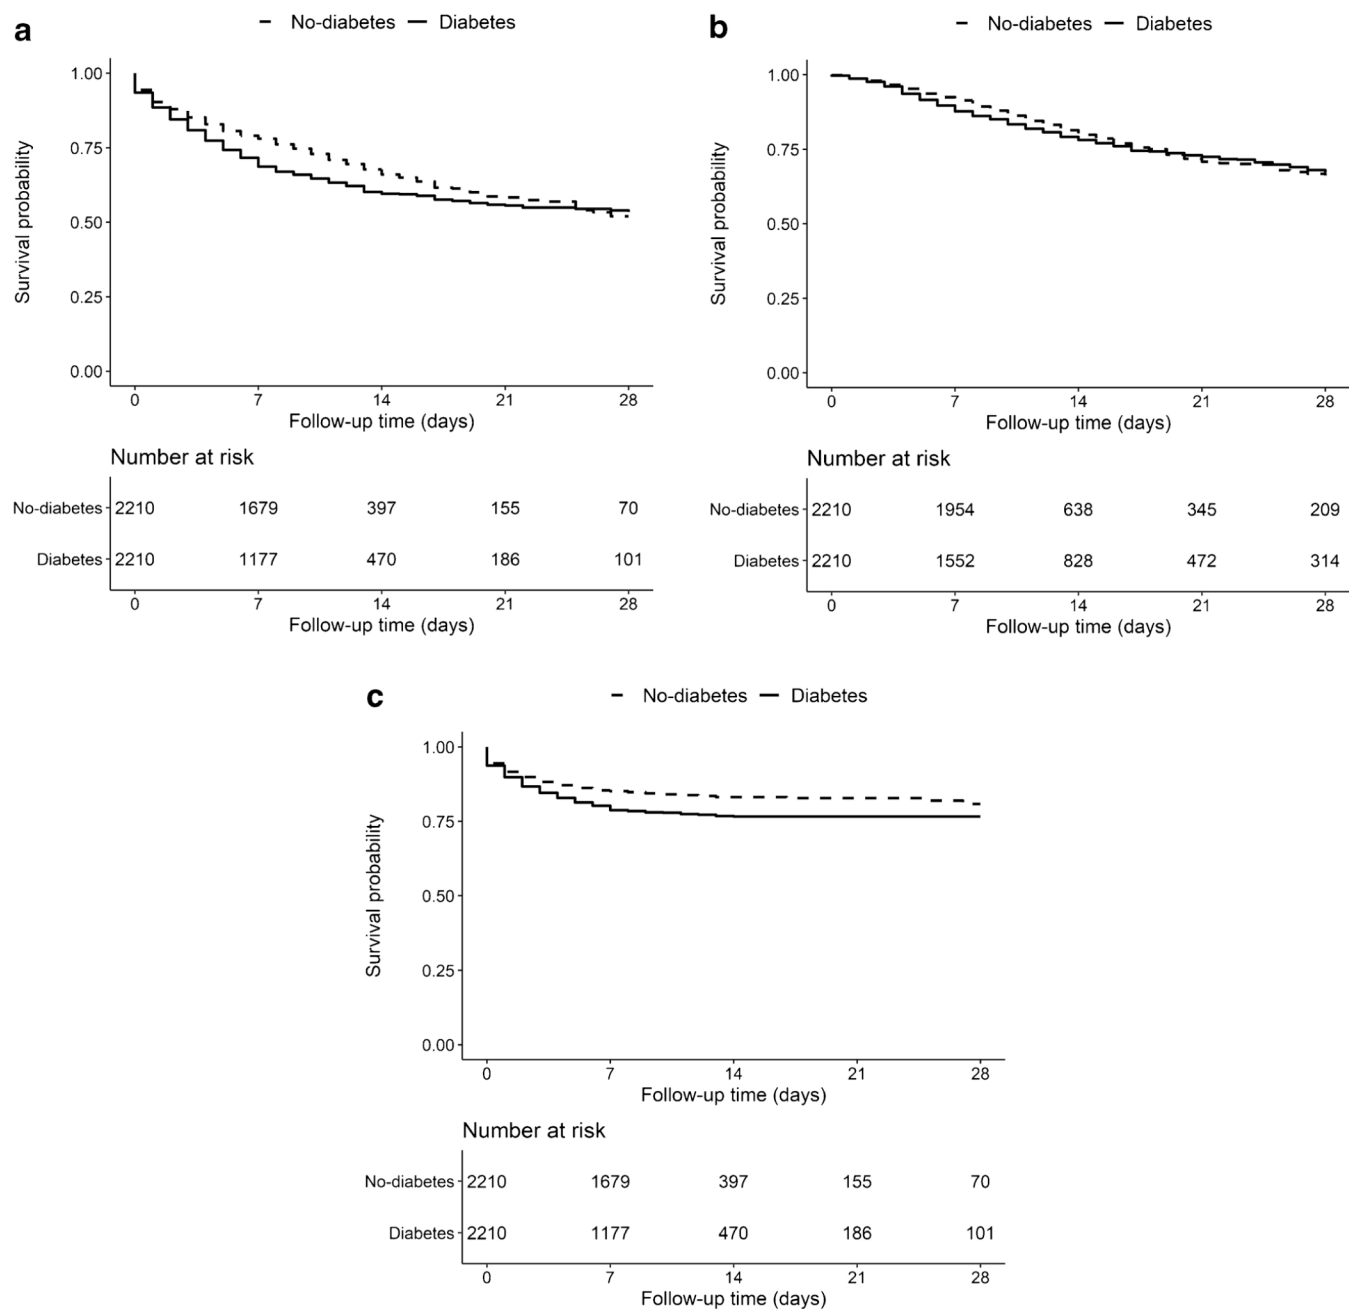 a
No-diabetes Diabetes
1.00
0.75
0.50
0.25
0.00
Survival probability
0 7 14 21 28
Follow-up time (days)
Number at risk
No-diabetes 2210 1679 397 155 70
Diabetes 2210 1177 470 186 101
0 7 14 21 28
Follow-up time (days)
b
No-diabetes Diabetes
1.00
0.75
0.50
0.25
0.00
Survival probability
0 7 14 21 28
Follow-up time (days)
Number at risk
No-diabetes 2210 1954 638 345 209
Diabetes 2210 1552 828 472 314
0 7 14 21 28
Follow-up time (days)
c
No-diabetes Diabetes
1.00
0.75
0.50
0.25
0.00
Survival probability
0 7 14 21 28
Follow-up time (days)
Number at risk
No-diabetes 2210 1679 397 155 70
Diabetes 2210 1177 470 186 101
0 7 14 21 28
Follow-up time (days)